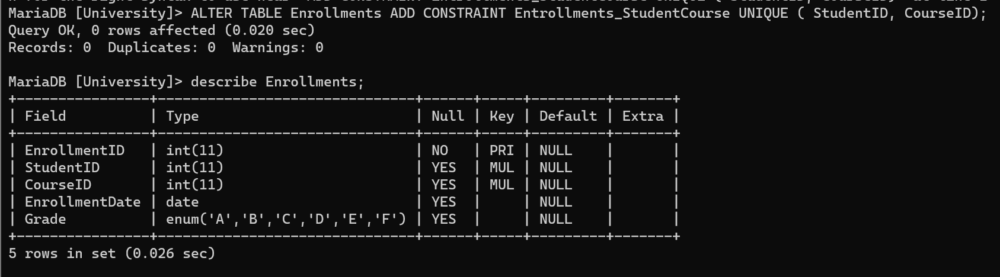 MariaDB [University]> ALTER TABLE Enrollments ADD CONSTRAINT Entrollments_StudentCourse UNIQUE ( StudentID, CourseID);
Query OK, 0 rows affected (0.020 sec)
Records: 0  Duplicates: 0  Warnings: 0

MariaDB [University]> describe Enrollments;
+----------------+-------------------------------+------+-----+---------+-------+
| Field          | Type                          | Null | Key | Default | Extra |
+----------------+-------------------------------+------+-----+---------+-------+
| EnrollmentID   | int(11)                       | NO   | PRI | NULL    |       |
| StudentID      | int(11)                       | YES  | MUL | NULL    |       |
| CourseID       | int(11)                       | YES  | MUL | NULL    |       |
| EnrollmentDate | date                          | YES  |     | NULL    |       |
| Grade          | enum('A','B','C','D','E','F') | YES  |     | NULL    |       |
+----------------+-------------------------------+------+-----+---------+-------+
5 rows in set (0.026 sec)